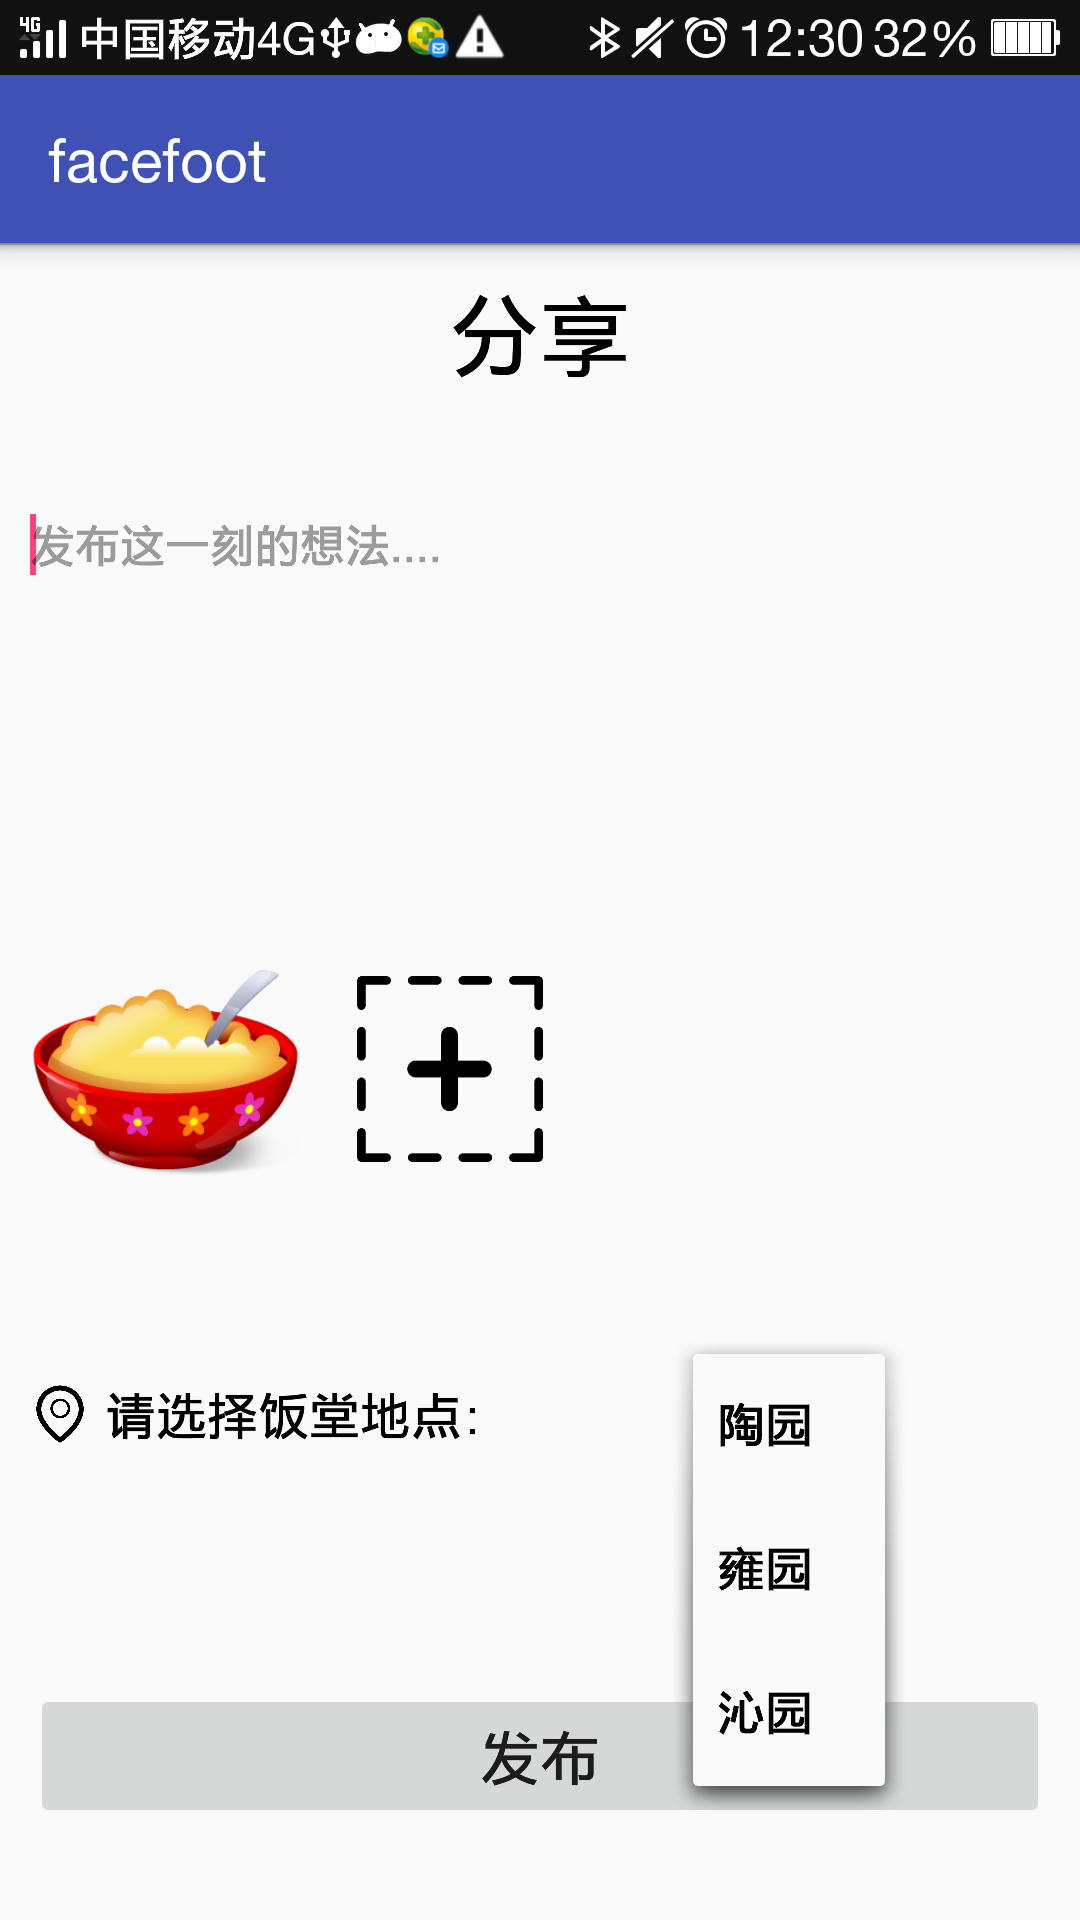 4G 中国移动4G 12:30 32%
facefoot
分享
发布这一刻的想法....
请选择饭堂地点:
陶园
雍园
沁园
发布